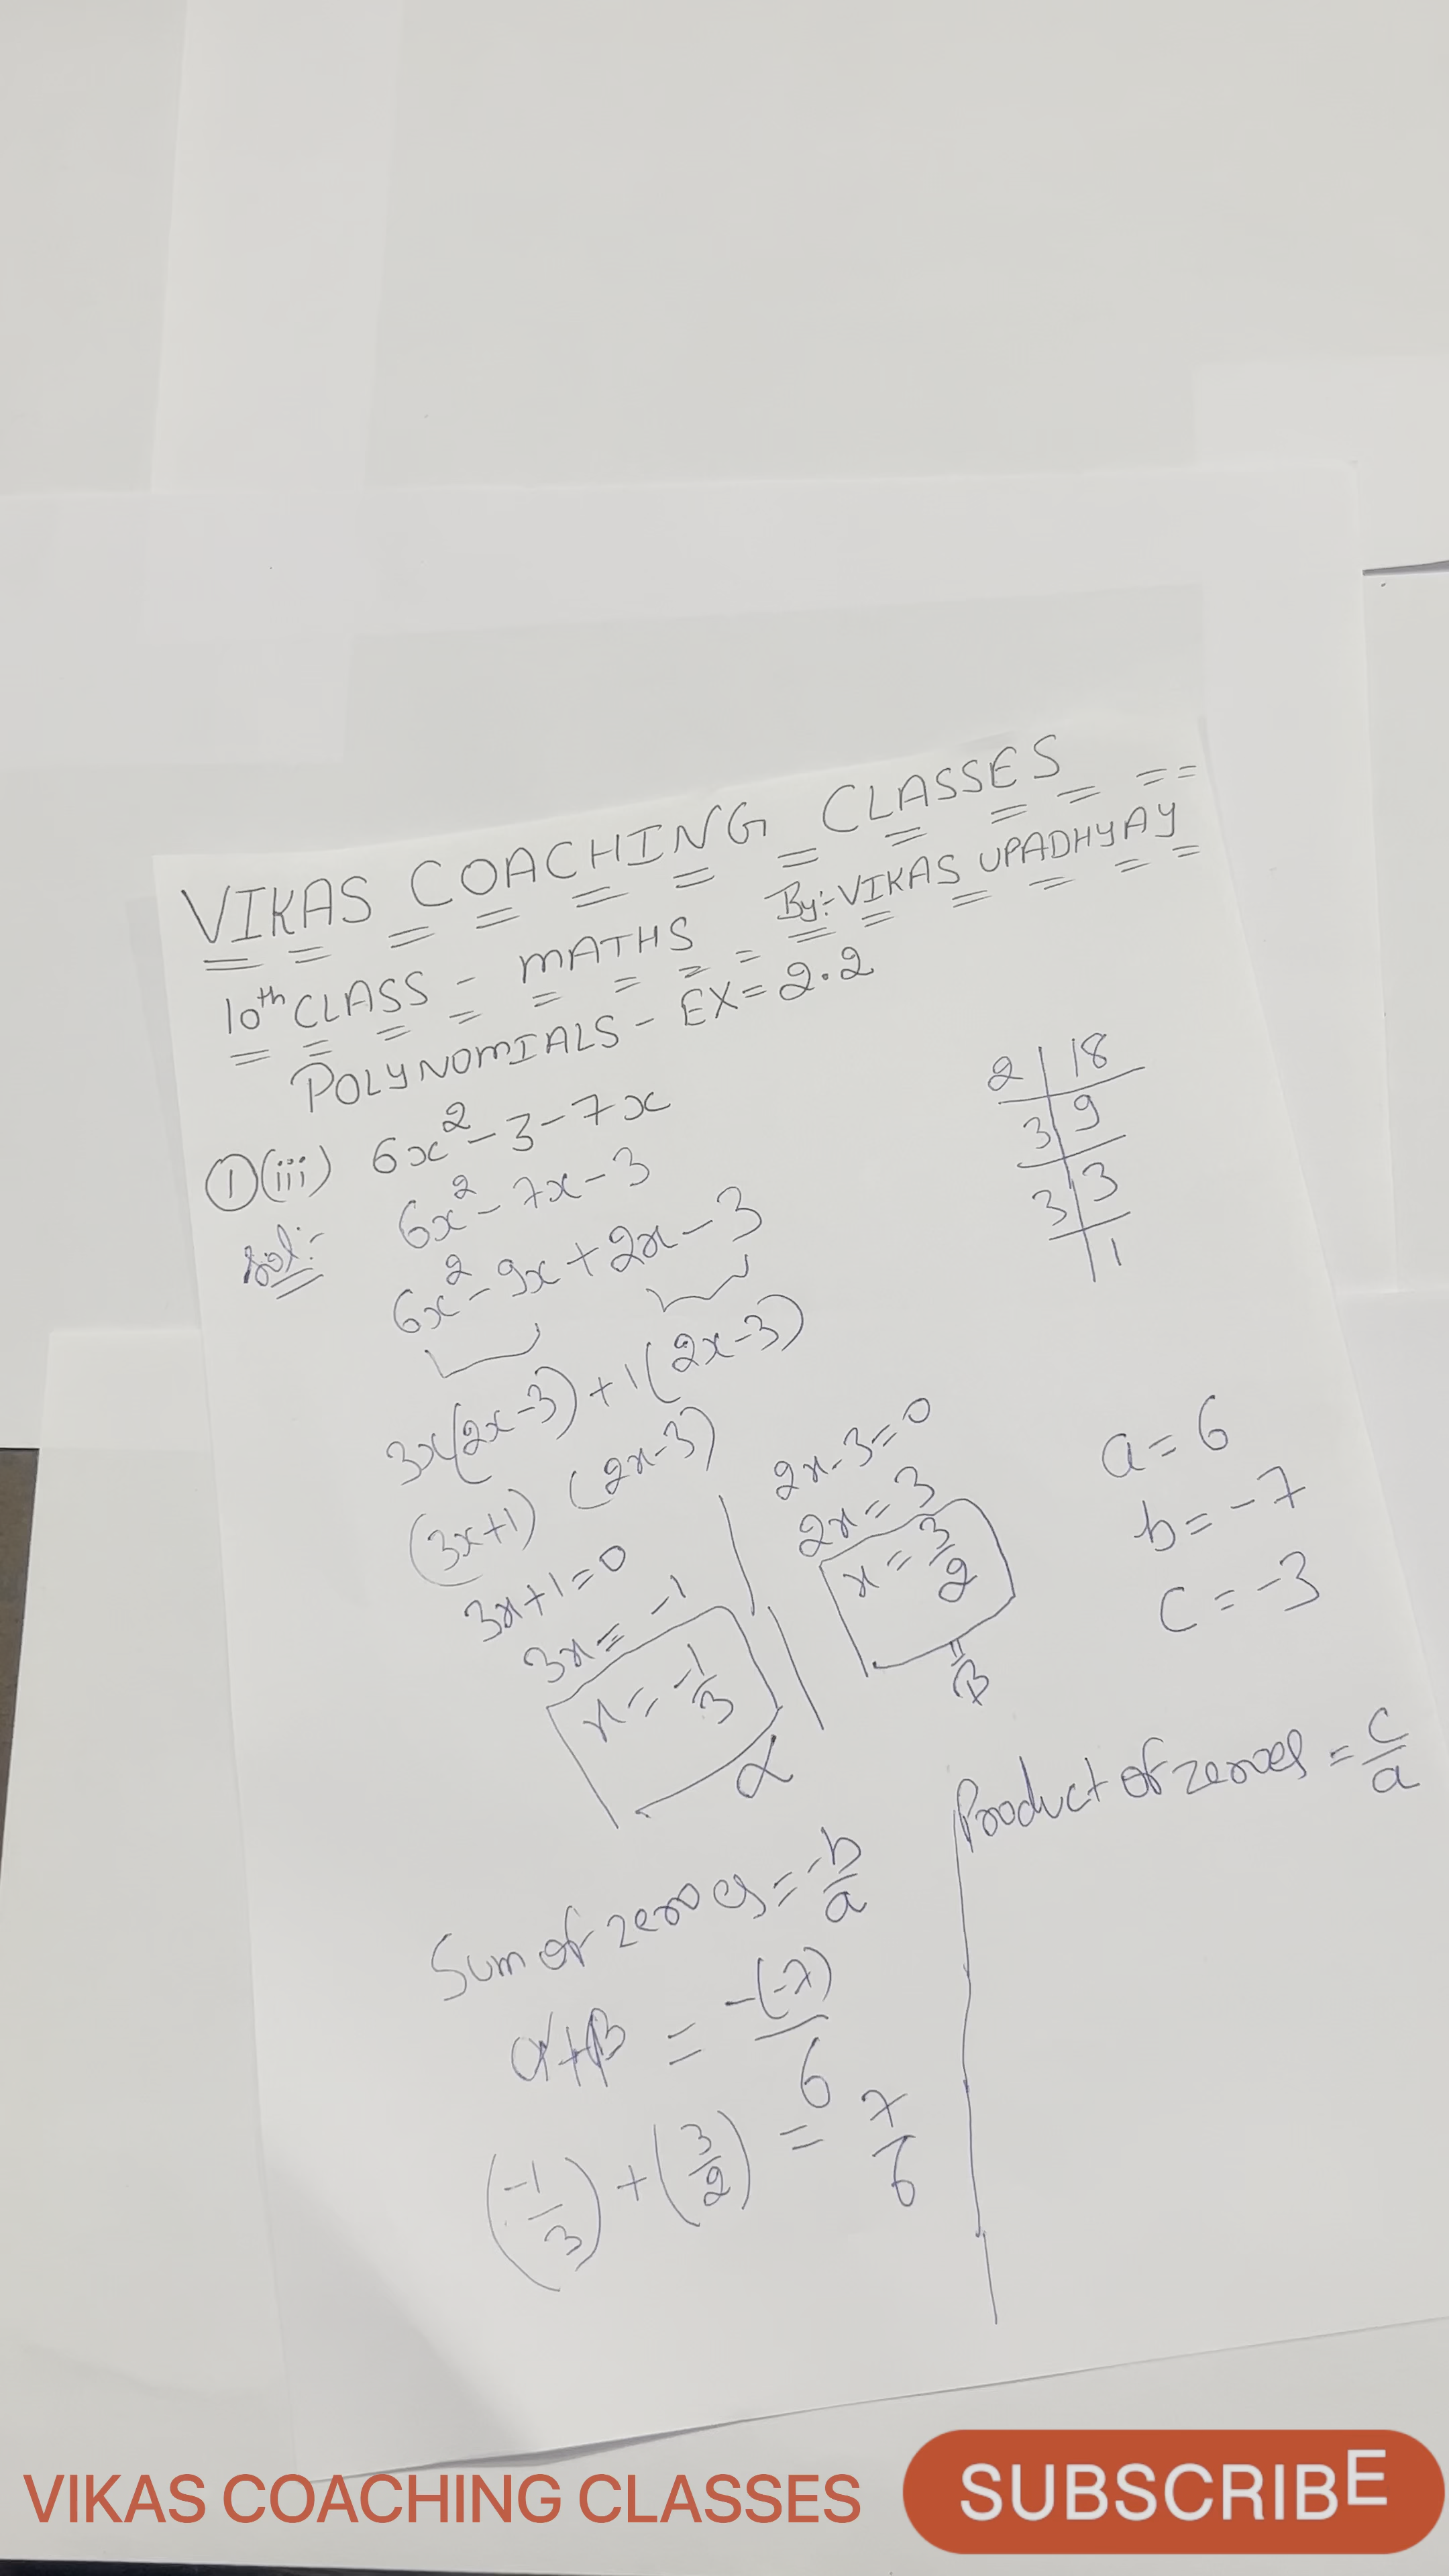 VIKAS COACHING CLASSES
10th CLASS - MATHS By:- VIKAS UPADHYAY
POLYNOMIALS - EX = 2.2
①(iii) 6x² - 3 - 7x
Sol:- 6x² - 7x - 3
6x² - 9x + 2x - 3
3x(2x-3) + 1(2x-3)
(3x+1) (2x-3)
3x+1=0
3x = -1
x = -1/3
α
2x-3=0
2x = 3
x = 3/2
= β
2 | 18
3 | 9
3 | 3
| 1
a = 6
b = -7
c = -3
Sum of zeroes = -b/a
α+β = -(-7)/6
(-1/3) + (3/2) = 7/6
Product of zeroes = c/a
VIKAS COACHING CLASSES
SUBSCRIBE